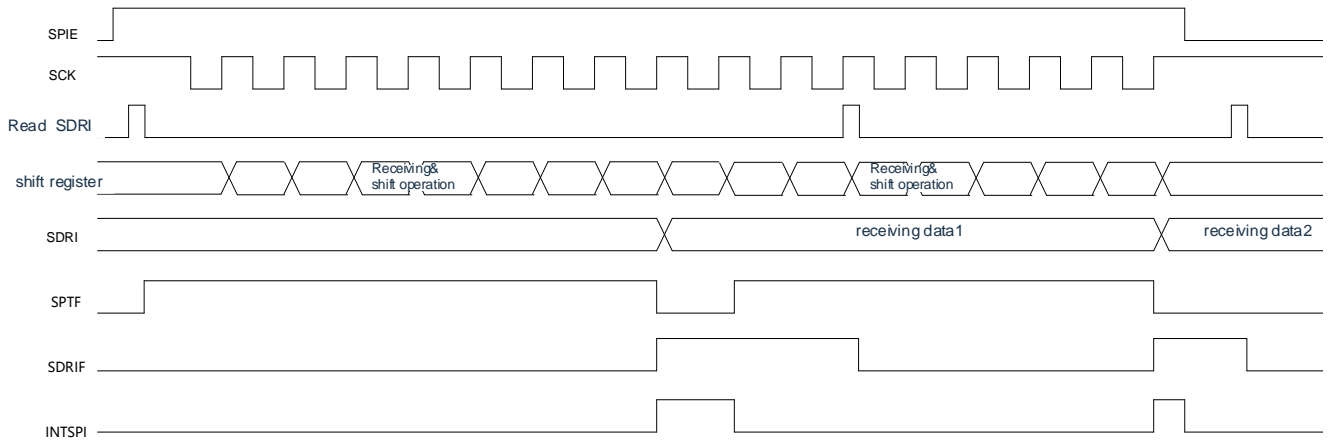 SPIE
SCK
Read SDRI
shift register
Receiving&
shift operation
Receiving&
shift operation
SDRI
receiving data1
receiving data2
SPTF
SDRIF
INTSPI